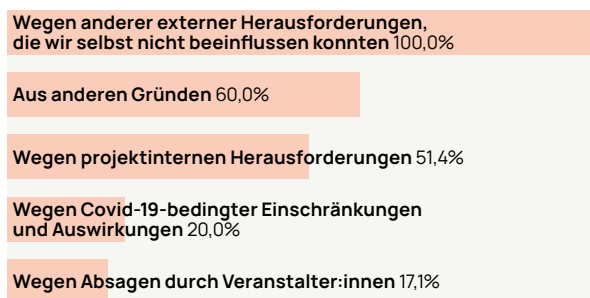 Wegen anderer externer Herausforderungen,
die wir selbst nicht beeinflussen konnten 100,0%
Aus anderen Gründen 60,0%
Wegen projektinternen Herausforderungen 51,4%
Wegen Covid-19-bedingter Einschränkungen
und Auswirkungen 20,0%
Wegen Absagen durch Veranstalter:innen 17,1%